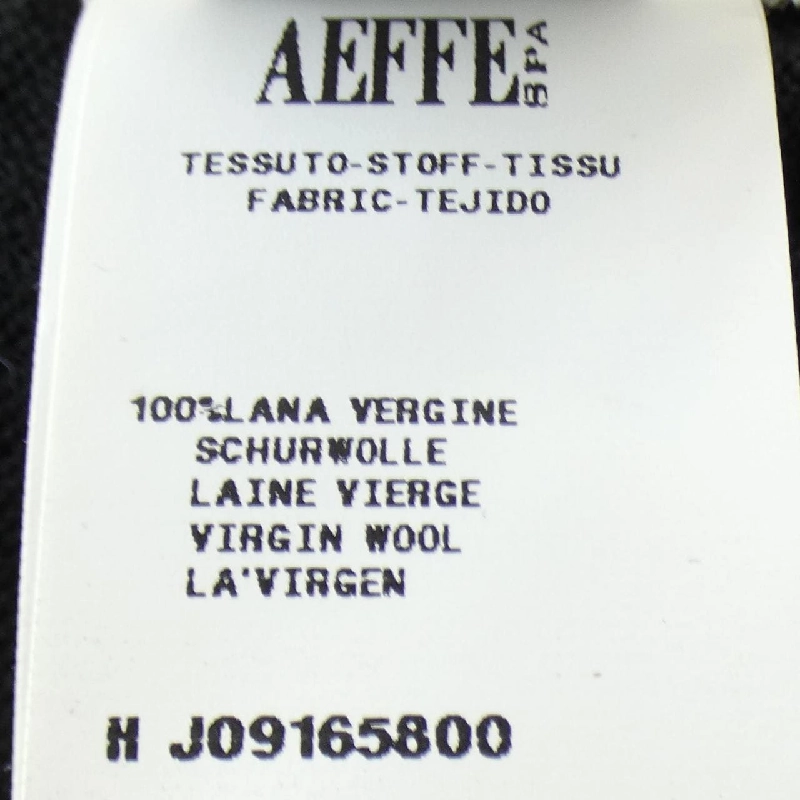 AEFFE SPA
TESSUTO-STOFF-TISSU
FABRIC-TEJIDO
100%LANA VERGINE
SCHURWOLLE
LAINE VIERGE
VIRGIN WOOL
LA'VIRGEN
H J09165800